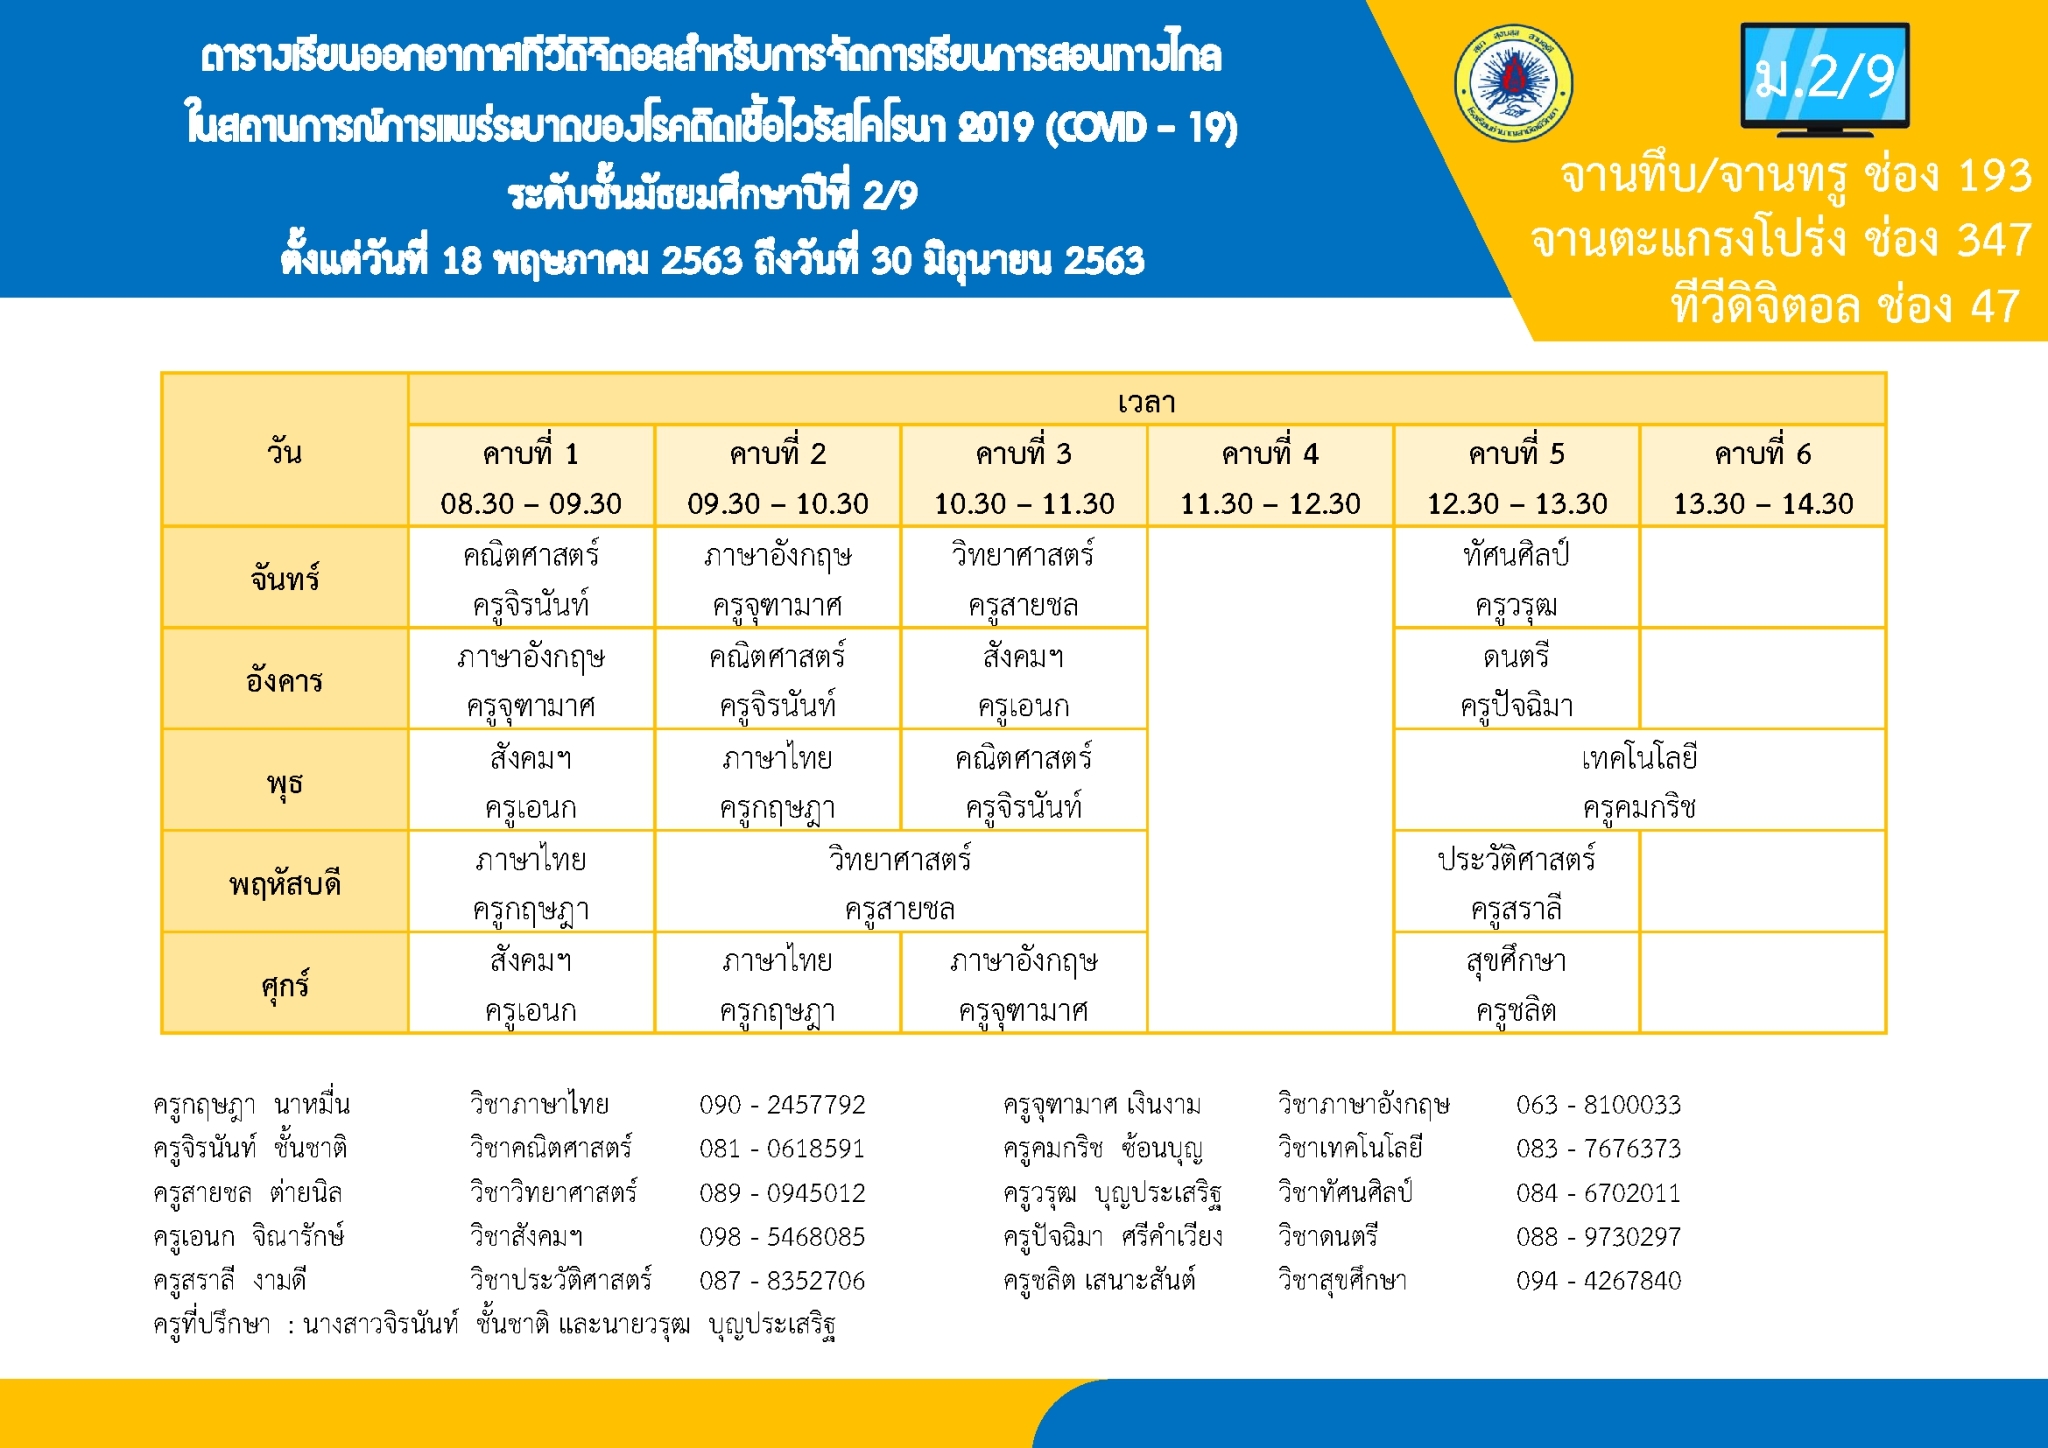 ตารางเรียนออกอากาศทีวีดิจิตอลสำหรับการจัดการเรียนการสอนทางไกล
ในสถานการณ์การแพร่ระบาดของโรคติดเชื้อไวรัสโคโรนา 2019 (COVID – 19)
ระดับชั้นมัธยมศึกษาปีที่ 2/9
ตั้งแต่วันที่ 18 พฤษภาคม 2563 ถึงวันที่ 30 มิถุนายน 2563
ม.2/9
จานทึบ/จานทรู ช่อง 193
จานตะแกรงโปร่ง ช่อง 347
ทีวีดิจิตอล ช่อง 47
วัน เวลา
คาบที่ 1 คาบที่ 2 คาบที่ 3 คาบที่ 4 คาบที่ 5 คาบที่ 6
08.30 – 09.30 09.30 – 10.30 10.30 – 11.30 11.30 – 12.30 12.30 – 13.30 13.30 – 14.30
จันทร์ คณิตศาสตร์ ภาษาอังกฤษ วิทยาศาสตร์ ทัศนศิลป์
ครูจิรนันท์ ครูจุฑามาศ ครูสายชล ครูวรุฒ
อังคาร ภาษาอังกฤษ คณิตศาสตร์ สังคมฯ ดนตรี
ครูจุฑามาศ ครูจิรนันท์ ครูเอนก ครูปัจฉิมา
พุธ สังคมฯ ภาษาไทย คณิตศาสตร์ เทคโนโลยี
ครูเอนก ครูกฤษฎา ครูจิรนันท์ ครูคมกริช
พฤหัสบดี ภาษาไทย วิทยาศาสตร์ ประวัติศาสตร์
ครูกฤษฎา ครูสายชล ครูสราลี
ศุกร์ สังคมฯ ภาษาไทย ภาษาอังกฤษ สุขศึกษา
ครูเอนก ครูกฤษฎา ครูจุฑามาศ ครูชลิต
ครูกฤษฎา นาหมื่น วิชาภาษาไทย 090 - 2457792 ครูจุฑามาศ เงินงาม วิชาภาษาอังกฤษ 063 - 8100033
ครูจิรนันท์ ชั้นชาติ วิชาคณิตศาสตร์ 081 - 0618591 ครูคมกริช ซ้อนบุญ วิชาเทคโนโลยี 083 - 7676373
ครูสายชล ต่ายนิล วิชาวิทยาศาสตร์ 089 - 0945012 ครูวรุฒ บุญประเสริฐ วิชาทัศนศิลป์ 084 - 6702011
ครูเอนก จิณารักษ์ วิชาสังคมฯ 098 - 5468085 ครูปัจฉิมา ศรีคำเวียง วิชาดนตรี 088 - 9730297
ครูสราลี งามดี วิชาประวัติศาสตร์ 087 - 8352706 ครูชลิต เสนาะสันต์ วิชาสุขศึกษา 094 - 4267840
ครูที่ปรึกษา : นางสาวจิรนันท์ ชั้นชาติ และนายวรุฒ บุญประเสริฐ